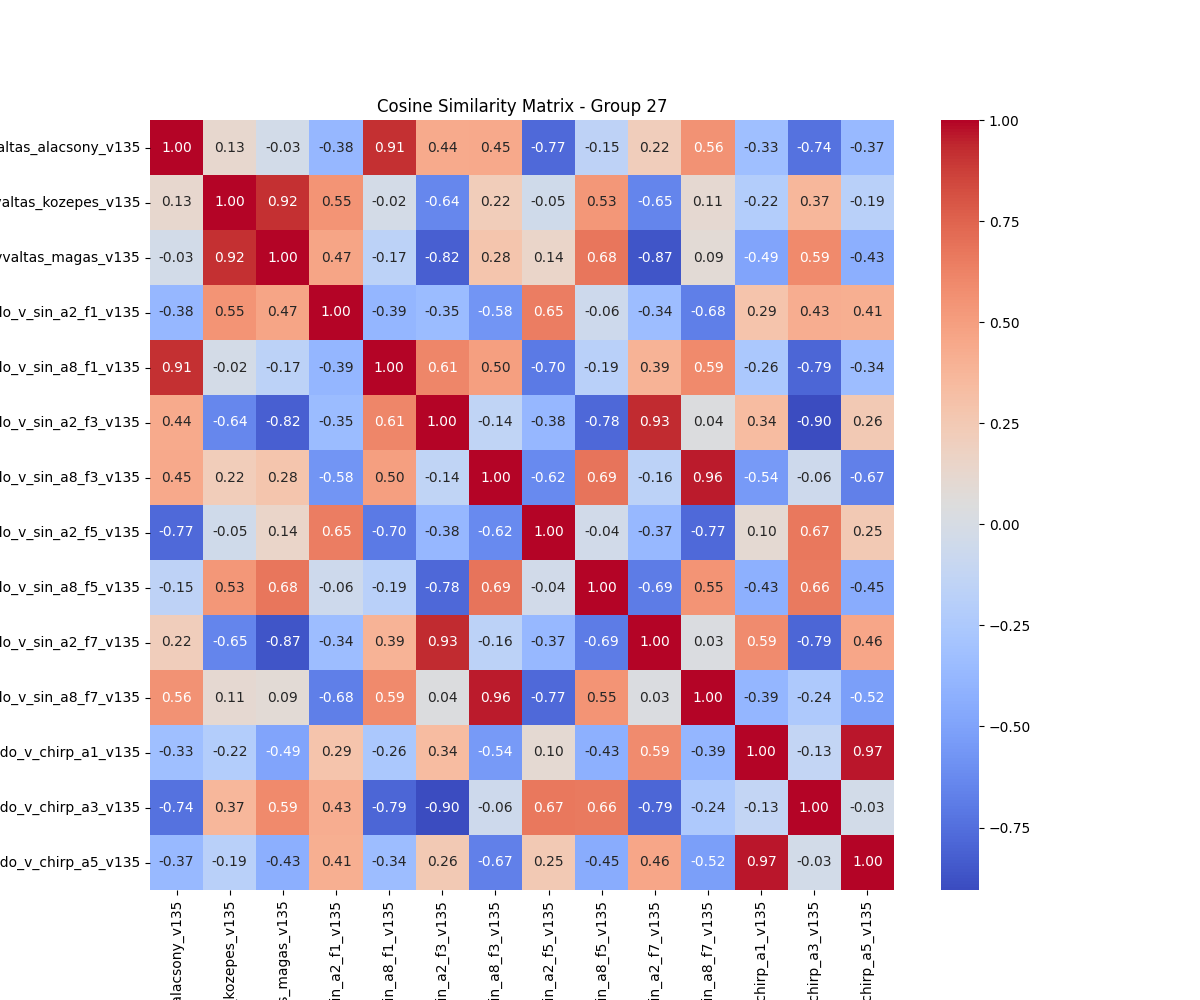 Cosine Similarity Matrix - Group 27
altas_alacsony_v135 1.00 0.13 -0.03 -0.38 0.91 0.44 0.45 -0.77 -0.15 0.22 0.56 -0.33 -0.74 -0.37
valtas_kozepes_v135 0.13 1.00 0.92 0.55 -0.02 -0.64 0.22 -0.05 0.53 -0.65 0.11 -0.22 0.37 -0.19
yvaltas_magas_v135 -0.03 0.92 1.00 0.47 -0.17 -0.82 0.28 0.14 0.68 -0.87 0.09 -0.49 0.59 -0.43
do_v_sin_a2_f1_v135 -0.38 0.55 0.47 1.00 -0.39 -0.35 -0.58 0.65 -0.06 -0.34 -0.68 0.29 0.43 0.41
do_v_sin_a8_f1_v135 0.91 -0.02 -0.17 -0.39 1.00 0.61 0.50 -0.70 -0.19 0.39 0.59 -0.26 -0.79 -0.34
do_v_sin_a2_f3_v135 0.44 -0.64 -0.82 -0.35 0.61 1.00 -0.14 -0.38 -0.78 0.93 0.04 0.34 -0.90 0.26
do_v_sin_a8_f3_v135 0.45 0.22 0.28 -0.58 0.50 -0.14 1.00 -0.62 0.69 -0.16 0.96 -0.54 -0.06 -0.67
do_v_sin_a2_f5_v135 -0.77 -0.05 0.14 0.65 -0.70 -0.38 -0.62 1.00 -0.04 -0.37 -0.77 0.10 0.67 0.25
do_v_sin_a8_f5_v135 -0.15 0.53 0.68 -0.06 -0.19 -0.78 0.69 -0.04 1.00 -0.69 0.55 -0.43 0.66 -0.45
do_v_sin_a2_f7_v135 0.22 -0.65 -0.87 -0.34 0.39 0.93 -0.16 -0.37 -0.69 1.00 0.03 0.59 -0.79 0.46
do_v_sin_a8_f7_v135 0.56 0.11 0.09 -0.68 0.59 0.04 0.96 -0.77 0.55 0.03 1.00 -0.39 -0.24 -0.52
do_v_chirp_a1_v135 -0.33 -0.22 -0.49 0.29 -0.26 0.34 -0.54 0.10 -0.43 0.59 -0.39 1.00 -0.13 0.97
do_v_chirp_a3_v135 -0.74 0.37 0.59 0.43 -0.79 -0.90 -0.06 0.67 0.66 -0.79 -0.24 -0.13 1.00 -0.03
do_v_chirp_a5_v135 -0.37 -0.19 -0.43 0.41 -0.34 0.26 -0.67 0.25 -0.45 0.46 -0.52 0.97 -0.03 1.00
alacsony_v135
kozepes_v135
s_magas_v135
in_a2_f1_v135
in_a8_f1_v135
in_a2_f3_v135
in_a8_f3_v135
in_a2_f5_v135
in_a8_f5_v135
in_a2_f7_v135
in_a8_f7_v135
chirp_a1_v135
chirp_a3_v135
chirp_a5_v135
1.00
0.75
0.50
0.25
0.00
−0.25
−0.50
−0.75